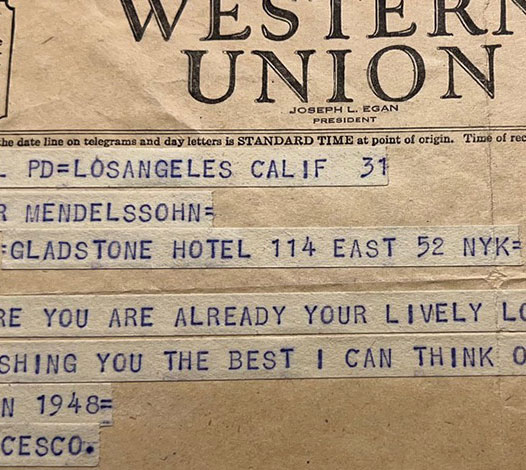 WESTERN
UNION
JOSEPH L. EGAN
PRESIDENT
the date line on telegrams and day letters is STANDARD TIME at point of origin. Time of rec
L PD=LOSANGELES CALIF 31
R MENDELSSOHN=
=GLADSTONE HOTEL 114 EAST 52 NYK=
RE YOU ARE ALREADY YOUR LIVELY LO
SHING YOU THE BEST I CAN THINK O
N 1948=
CESCO.